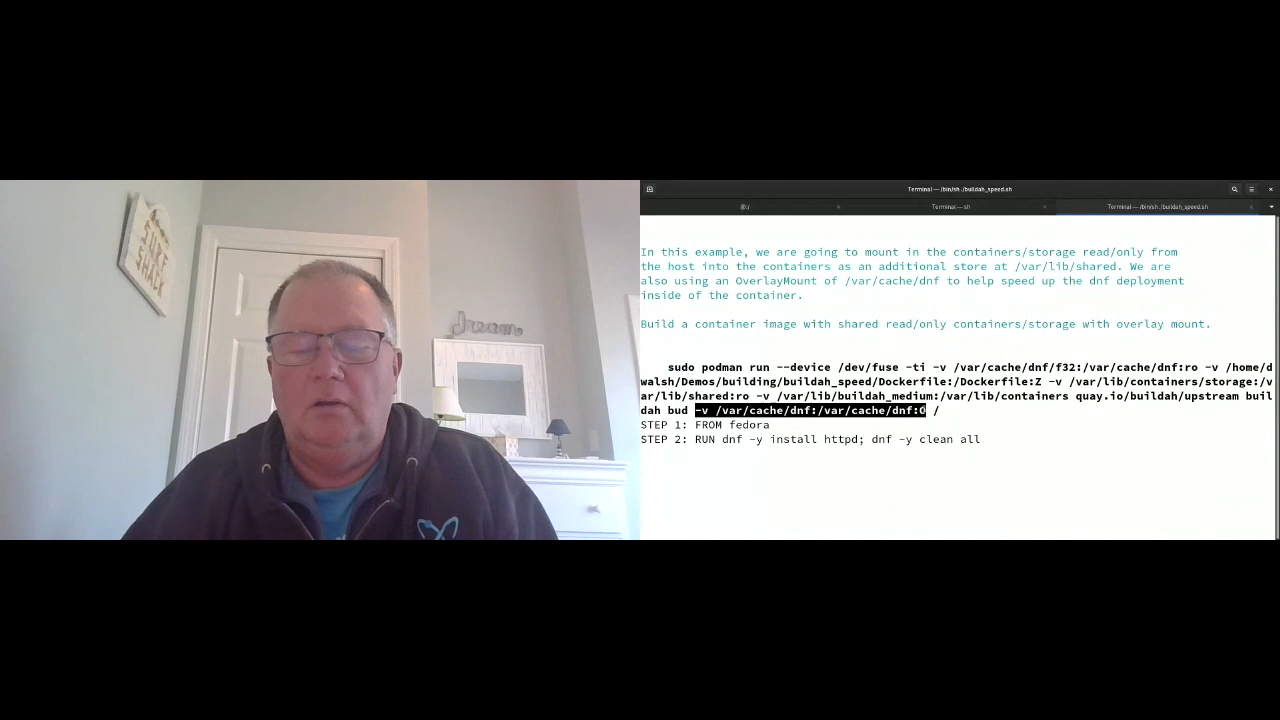 SURF
SHACK
dream
Terminal — /bin/sh ./buildah_speed.sh
@:/
Terminal — sh
Terminal — /bin/sh ./buildah_speed.sh
In this example, we are going to mount in the containers/storage read/only from
the host into the containers as an additional store at /var/lib/shared. We are
also using an OverlayMount of /var/cache/dnf to help speed up the dnf deployment
inside of the container.
Build a container image with shared read/only containers/storage with overlay mount.
sudo podman run --device /dev/fuse -ti -v /var/cache/dnf/f32:/var/cache/dnf:ro -v /home/d
walsh/Demos/building/buildah_speed/Dockerfile:/Dockerfile:Z -v /var/lib/containers/storage:/v
ar/lib/shared:ro -v /var/lib/buildah_medium:/var/lib/containers quay.io/buildah/upstream buil
dah bud -v /var/cache/dnf:/var/cache/dnf:O /
STEP 1: FROM fedora
STEP 2: RUN dnf -y install httpd; dnf -y clean all